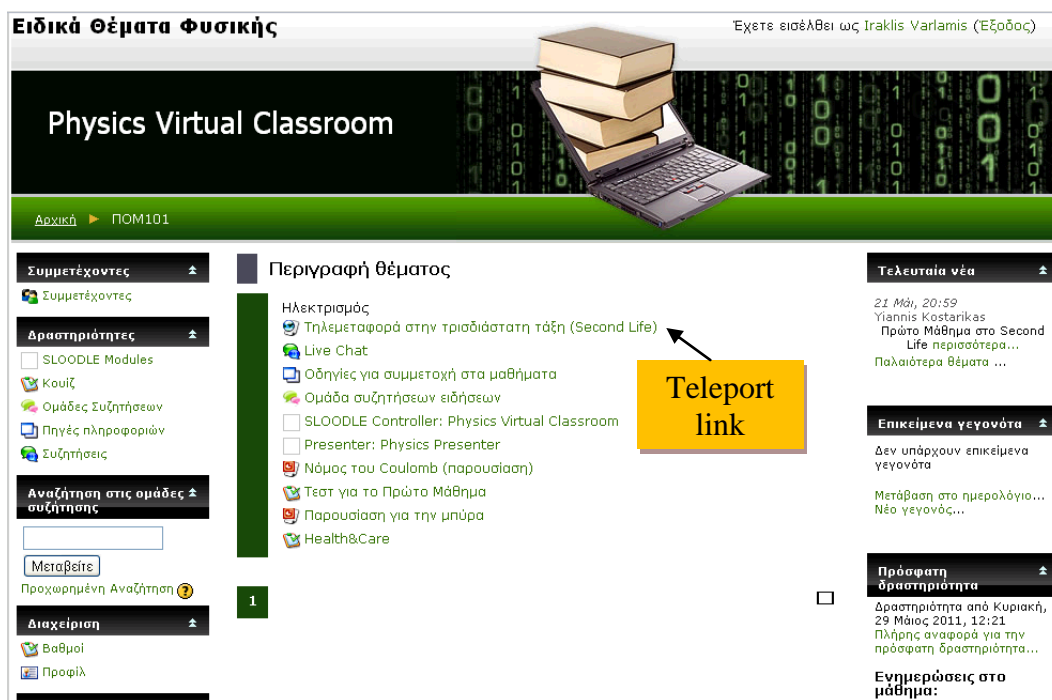 Ειδικά Θέματα Φυσικής
Έχετε εισέλθει ως Iraklis Varlamis (Έξοδος)
Physics Virtual Classroom
Αρχική ► ΠΟΜ101
Συμμετέχοντες
Συμμετέχοντες
Δραστηριότητες
SLOODLE Modules
Κουίζ
Ομάδες Συζητήσεων
Πηγές πληροφοριών
Συζητήσεις
Αναζήτηση στις ομάδες
συζήτησης
Μεταβείτε
Προχωρημένη Αναζήτηση ?
Διαχείριση
Βαθμοί
Προφίλ
Περιγραφή θέματος
Ηλεκτρισμός
Τηλεμεταφορά στην τρισδιάστατη τάξη (Second Life)
Live Chat
Οδηγίες για συμμετοχή στα μαθήματα
Ομάδα συζητήσεων ειδήσεων
SLOODLE Controller: Physics Virtual Classroom
Presenter: Physics Presenter
Νόμος του Coulomb (παρουσίαση)
Τεστ για το Πρώτο Μάθημα
Παρουσίαση για την μπύρα
Health&Care
1
Teleport
link
Τελευταία νέα
21 Μάι, 20:59
Yiannis Kostarikas
Πρώτο Μάθημα στο Second
Life περισσότερα...
Παλαιότερα θέματα ...
Επικείμενα γεγονότα
Δεν υπάρχουν επικείμενα
γεγονότα
Μετάβαση στο ημερολόγιο...
Νέο γεγονός...
Πρόσφατη
δραστηριότητα
Δραστηριότητα από Κυριακή,
29 Μάιος 2011, 12:21
Πλήρης αναφορά για την
πρόσφατη δραστηριότητα...
Ενημερώσεις στο
μάθημα: